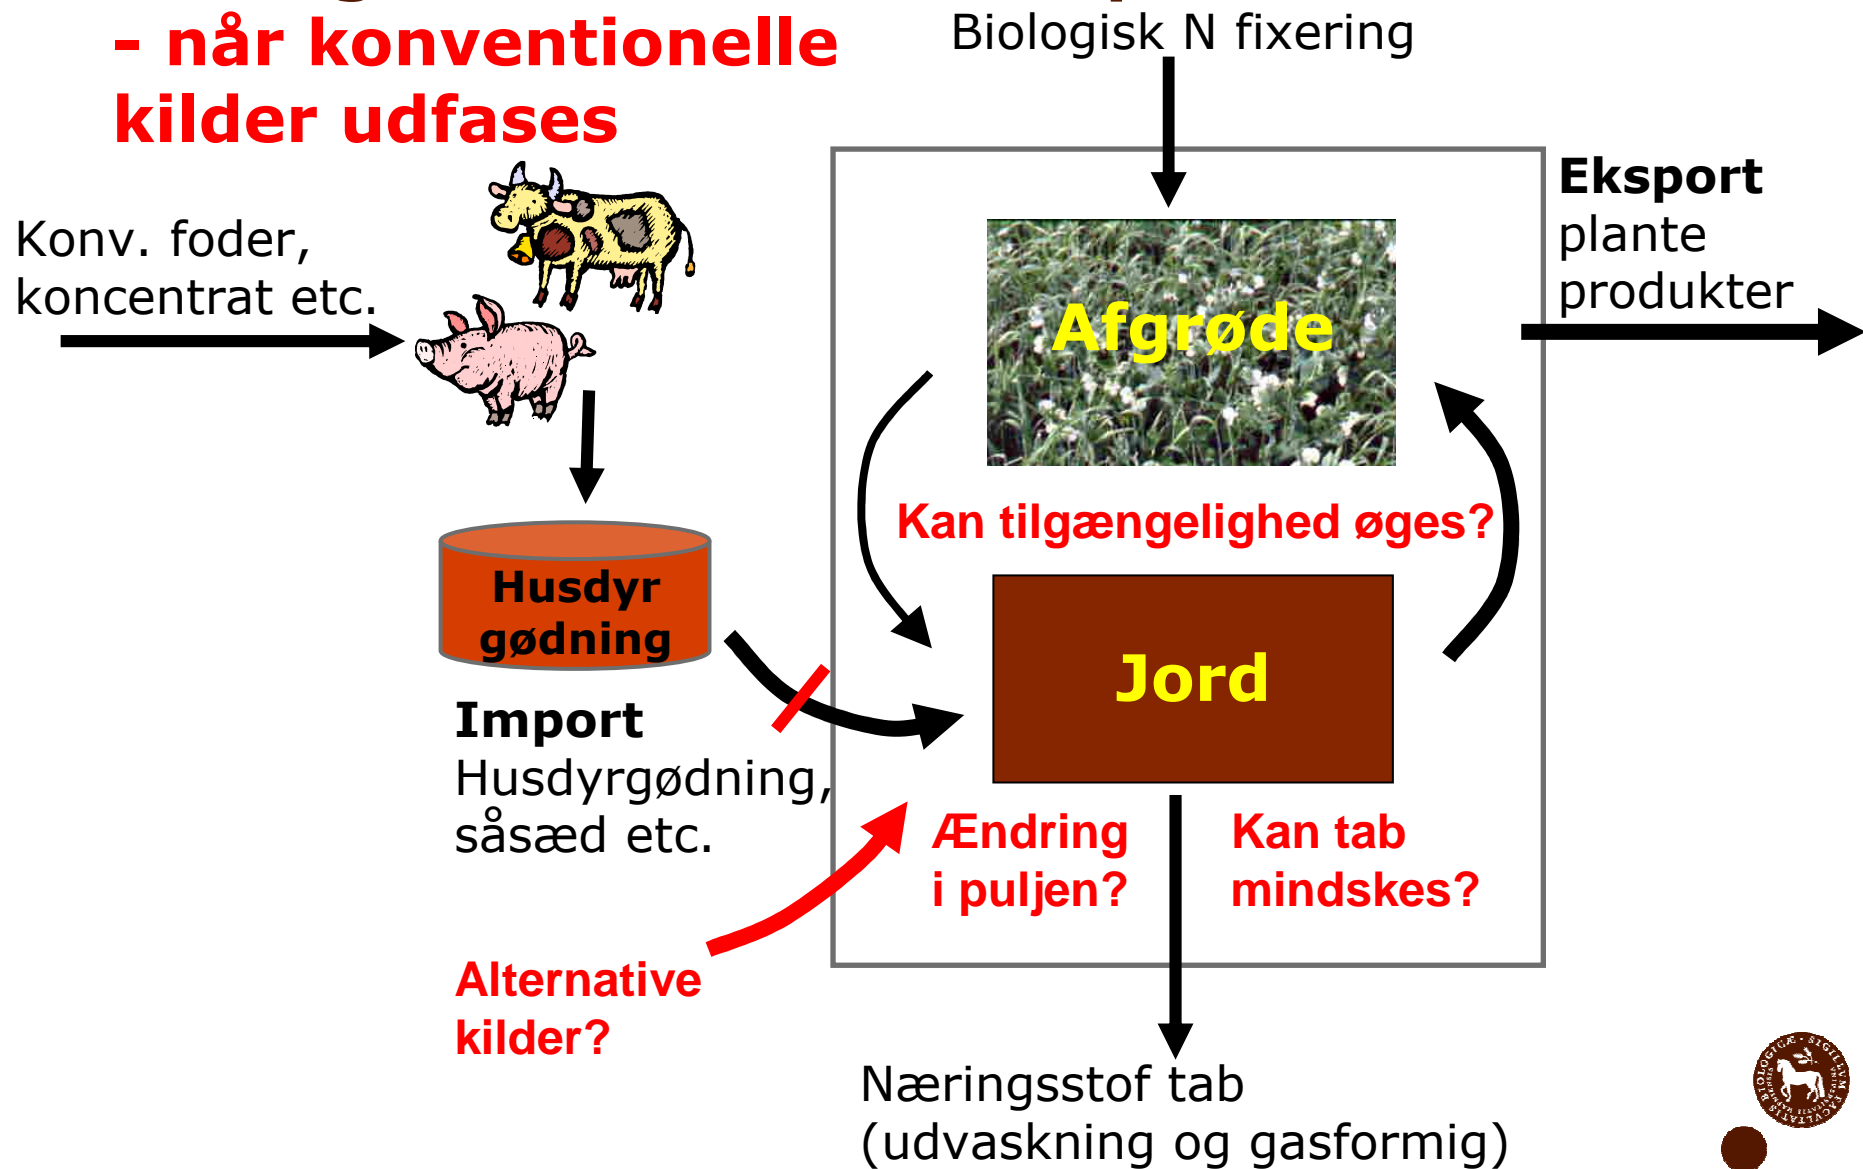 - når konventionelle
kilder udfases
Biologisk N fixering
Konv. foder,
koncentrat etc.
Eksport
plante
produkter
Afgrøde
Kan tilgængelighed øges?
Husdyr
gødning
Jord
Import
Husdyrgødning,
såsæd etc.
Ændring
i puljen?
Kan tab
mindskes?
Alternative
kilder?
Næringsstof tab
(udvaskning og gasformig)